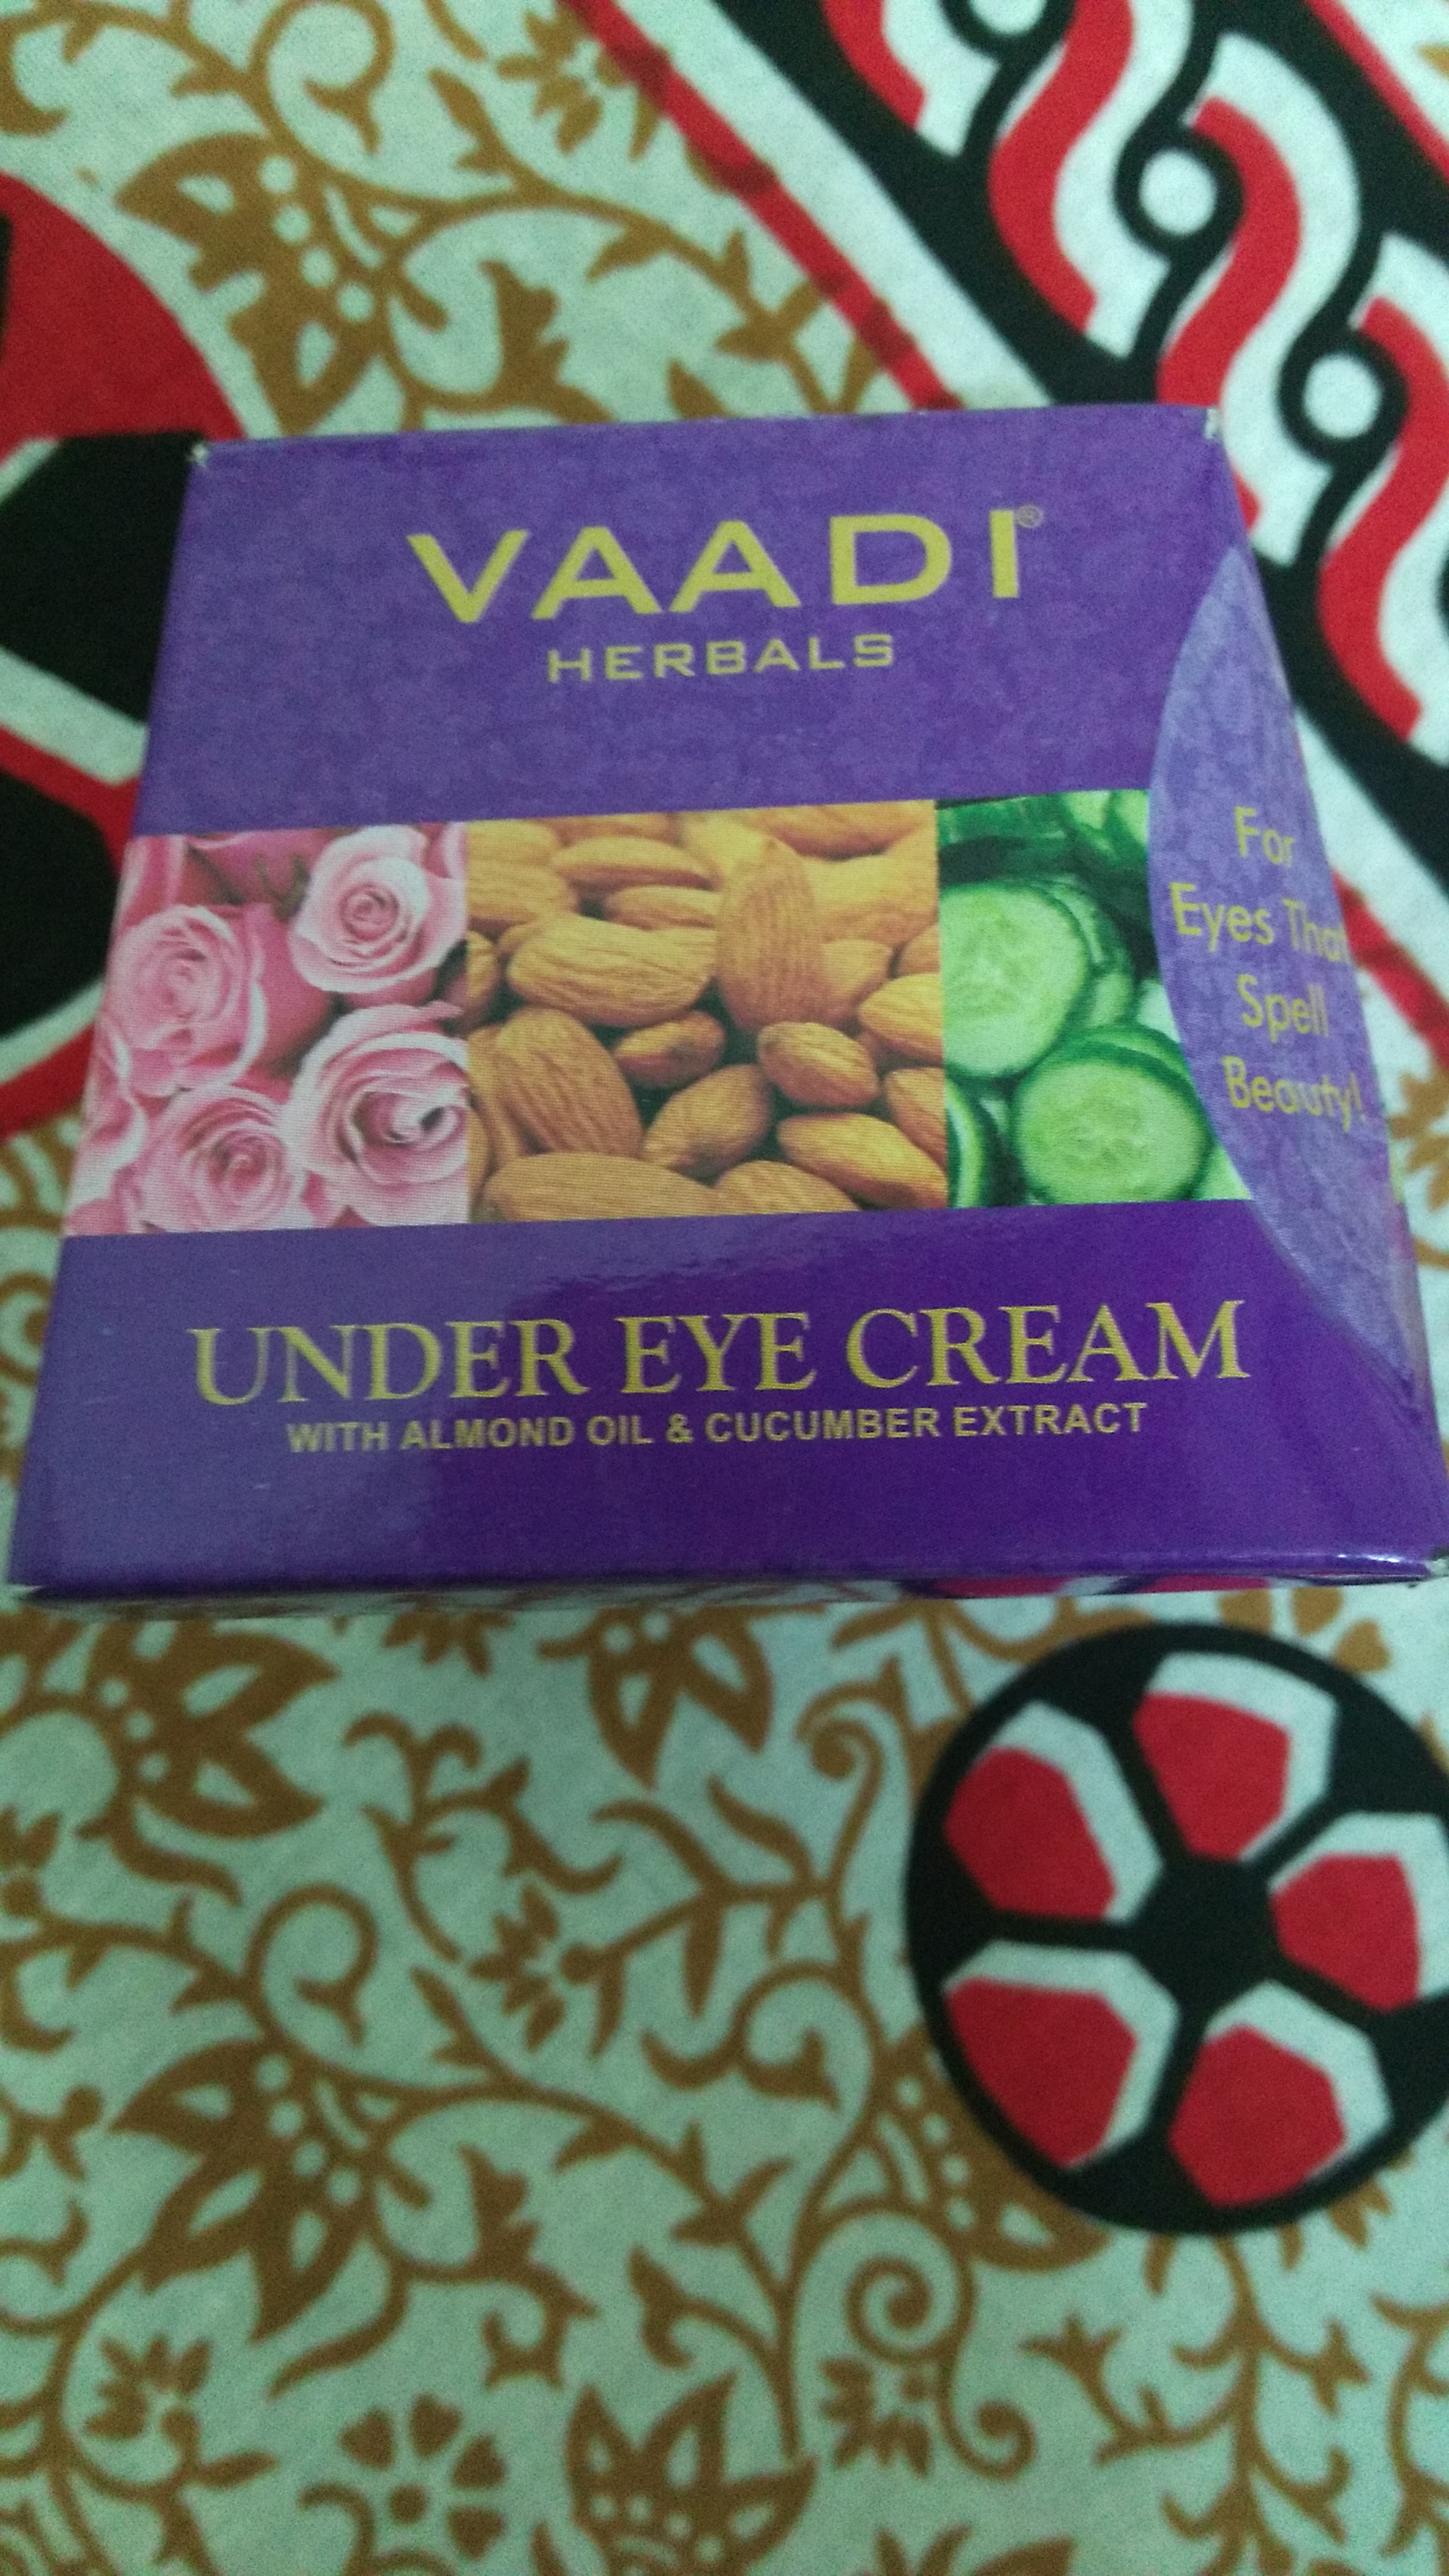 VAADI®
HERBALS
For
Eyes That
Spell
Beauty!
UNDER EYE CREAM
WITH ALMOND OIL & CUCUMBER EXTRACT